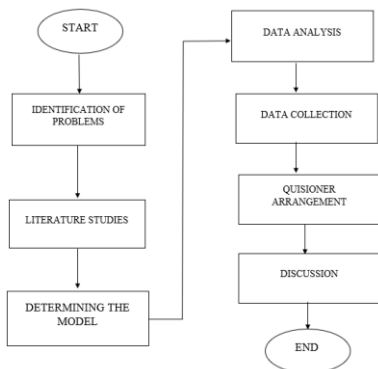 START
IDENTIFICATION OF
PROBLEMS
LITERATURE STUDIES
DETERMINING THE
MODEL
DATA ANALYSIS
DATA COLLECTION
QUISIONER
ARRANGEMENT
DISCUSSION
END